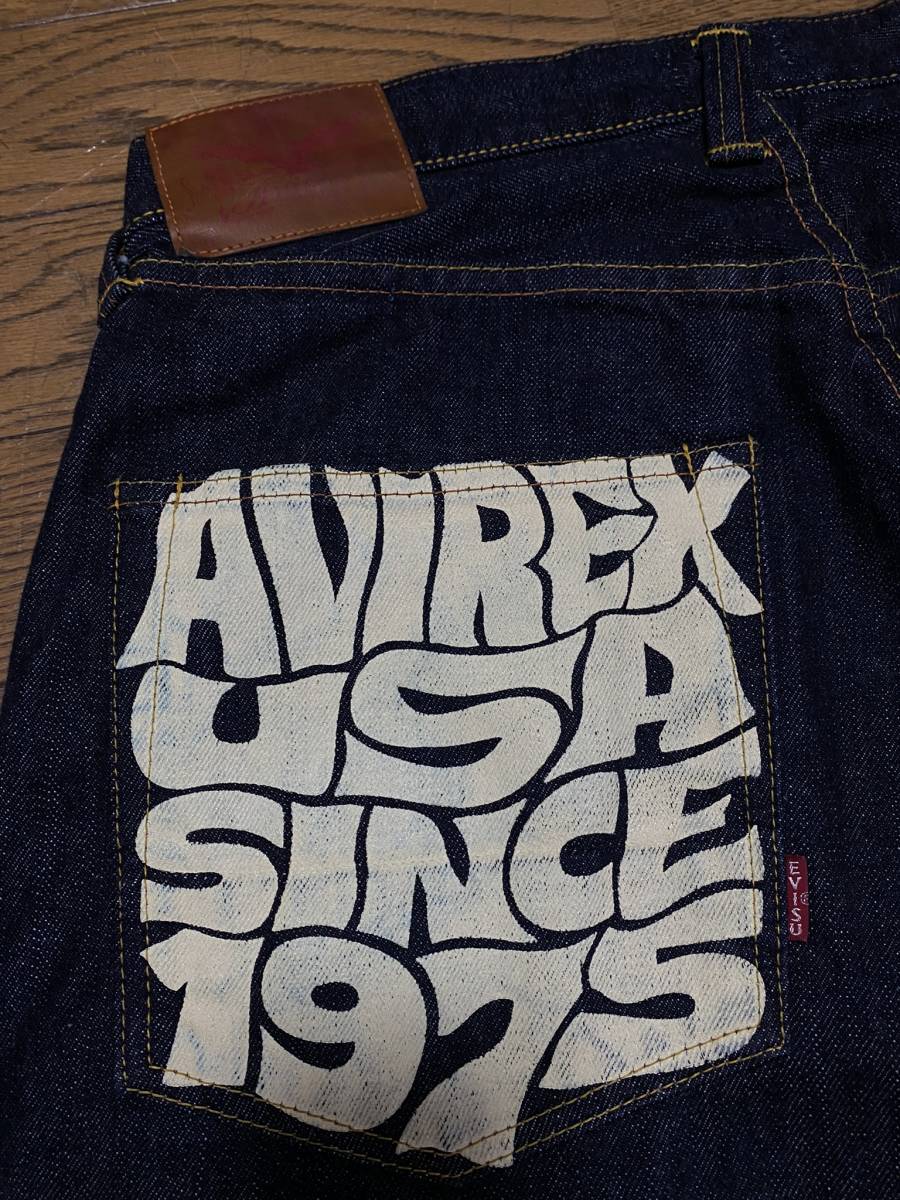 AVIREX
USA
SINCE
1975
EVISU